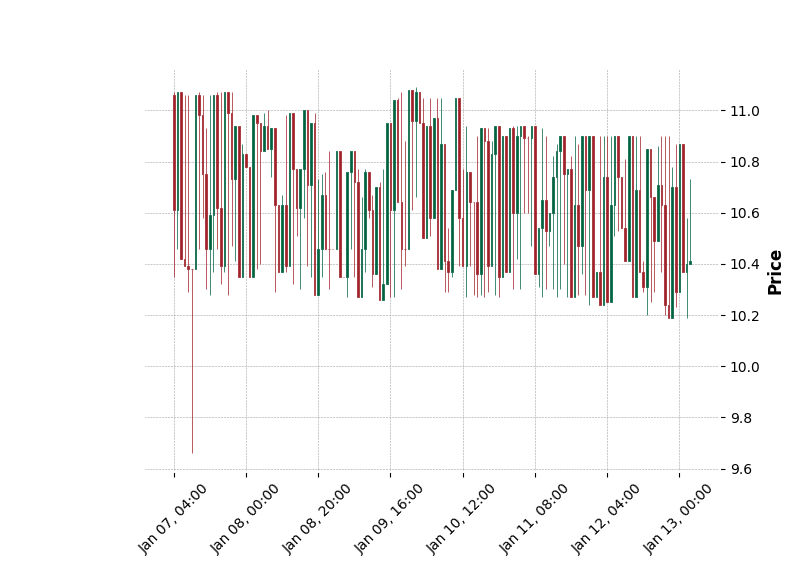 11.0
10.8
10.6
10.4
10.2
10.0
9.8
9.6
Price
Jan 07, 04:00
Jan 08, 00:00
Jan 08, 20:00
Jan 09, 16:00
Jan 10, 12:00
Jan 11, 08:00
Jan 12, 04:00
Jan 13, 00:00